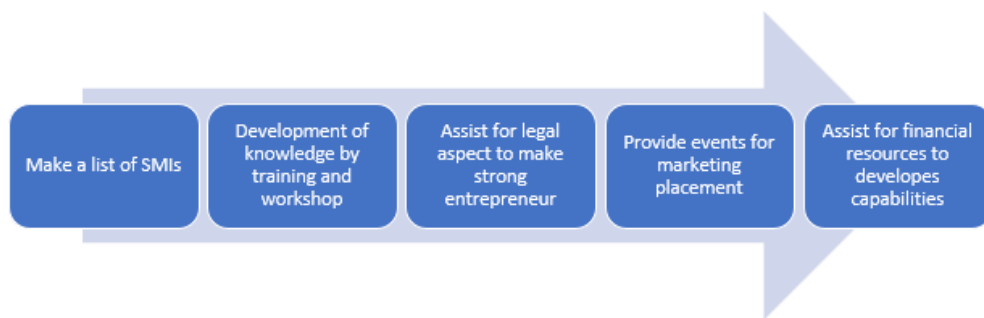 Make a list of SMIs
Development of
knowledge by
training and
workshop
Assist for legal
aspect to make
strong
entrepreneur
Provide events for
marketing
placement
Assist for financial
resources to
developes
capabilities